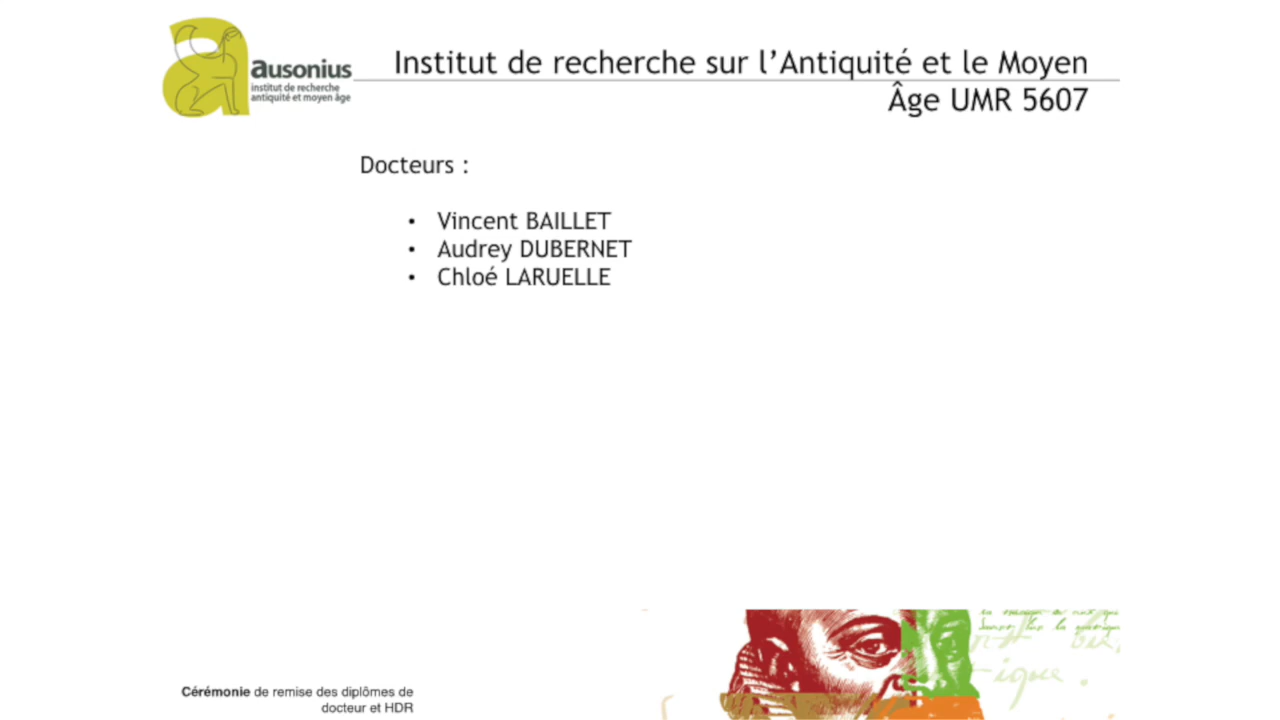 ausonius
institut de recherche
antiquité et moyen âge
Institut de recherche sur l’Antiquité et le Moyen
Âge UMR 5607
Docteurs :
• Vincent BAILLET
• Audrey DUBERNET
• Chloé LARUELLE
Cérémonie de remise des diplômes de
docteur et HDR